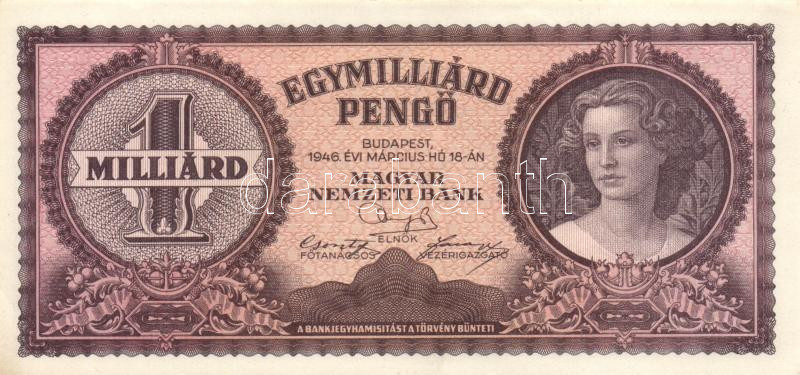 EGYMILLIÁRD
PENGŐ
1
MILLIÁRD
BUDAPEST,
1946. ÉVI MÁRCIUS HÓ 18-ÁN
MAGYAR
NEMZETI BANK
darabanth
ELNÖK
FŐTANÁCSOS
VEZÉRIGAZGATÓ
A BANKJEGYHAMISITÁST A TÖRVÉNY BÜNTETI